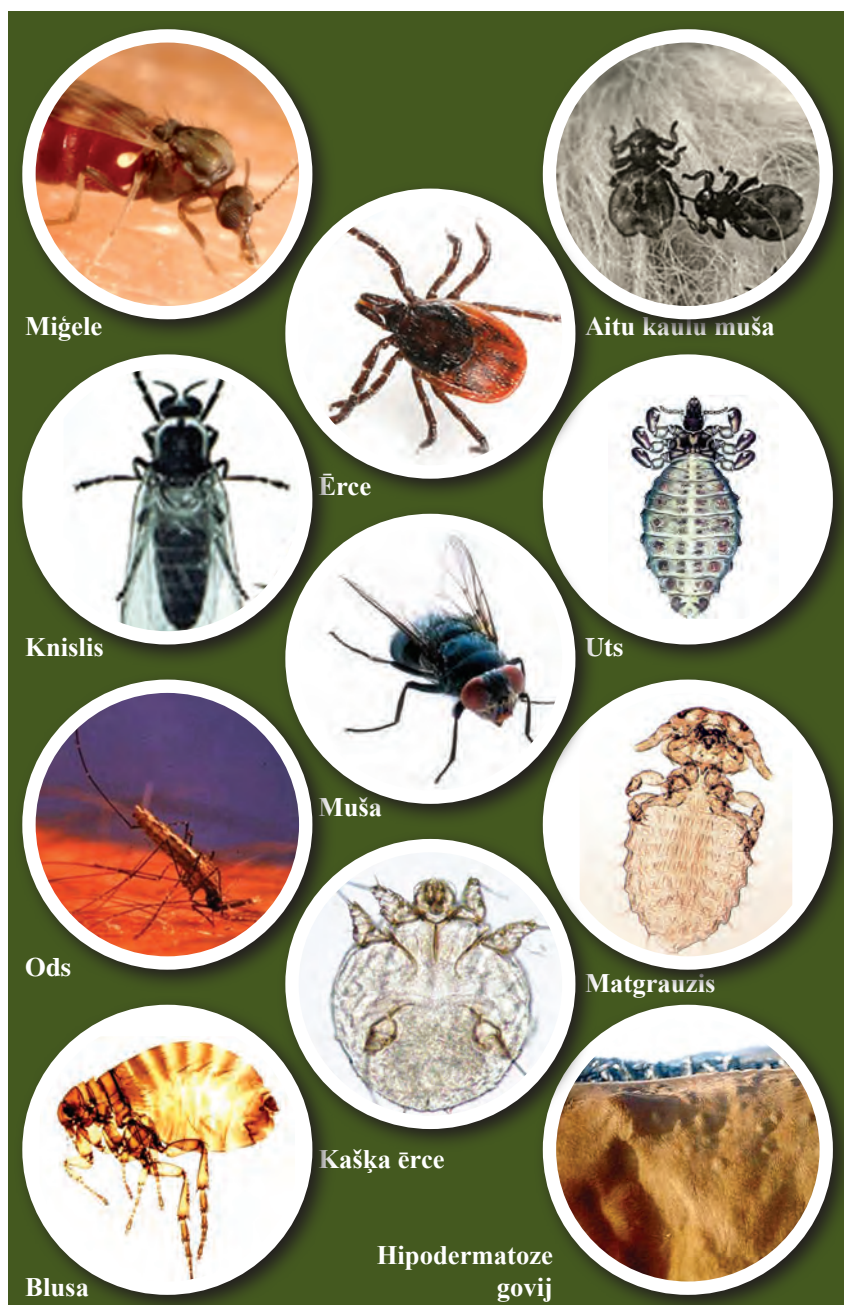 Miģele
Aitu kaulu muša
Ērce
Knislis
Uts
Muša
Ods
Matgrauzis
Kašķa ērce
Blusa
Hipodermatoze
govij